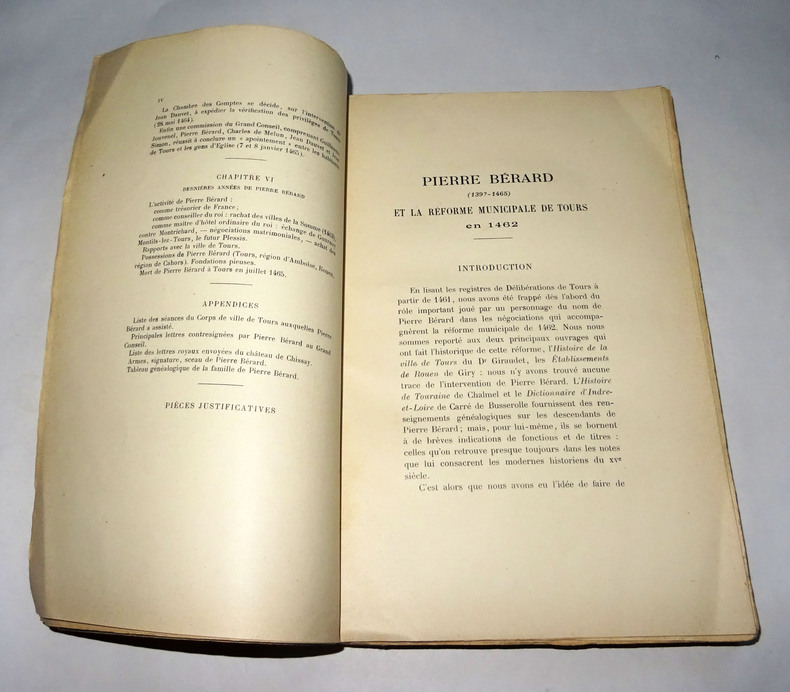 IV
La Chambre des Comptes se décide, sur l'intervention de
Jean Dauvet, à expédier la vérification des privilèges de Tours
(28 mai 1464).
Enfin une commission du Grand Conseil, comprenant Guillaume
Jouvenel, Pierre Bérard, Charles de Melun, Jean Dauvet et Jean
Simon, réussit à conclure un « apointement » entre les habitants
de Tours et les gens d'Eglise (7 et 8 janvier 1465).
CHAPITRE VI
DERNIÈRES ANNÉES DE PIERRE BÉRARD
L'activité de Pierre Bérard :
comme trésorier de France ;
comme conseiller du roi : rachat des villes de la Somme (1463)
comme maître d'hôtel ordinaire du roi : échange de
contre Montrichard, — négociations matrimoniales, — achat des
Montils-lez-Tours, le futur Plessis.
Rapports avec la ville de Tours.
Possessions de Pierre Bérard (Tours, région d'Amboise, Rouen,
région de Cahors). Fondations pieuses.
Mort de Pierre Bérard à Tours en juillet 1465.
APPENDICES
Liste des séances du Corps de ville de Tours auxquelles Pierre
Bérard a assisté.
Principales lettres contresignées par Pierre Bérard au Grand
Conseil.
Liste des lettres royaux envoyées du château de Chissay.
Armes, signature, sceau de Pierre Bérard.
Tableau généalogique de la famille de Pierre Bérard.
PIÈCES JUSTIFICATIVES
PIERRE BÉRARD
(1397-1465)
ET LA RÉFORME MUNICIPALE DE TOURS
en 1462
INTRODUCTION
En lisant les registres de Délibérations de Tours à
partir de 1461, nous avons été frappé dès l'abord du
rôle important joué par un personnage du nom de
Pierre Bérard dans les négociations qui accompa-
gnèrent la réforme municipale de 1462. Nous nous
sommes reporté aux deux principaux ouvrages qui
ont fait l'historique de cette réforme, l'Histoire de la
ville de Tours du Dr Giraudet, les Établissements
de Rouen de Giry : nous n'y avons trouvé aucune
trace de l'intervention de Pierre Bérard. L'Histoire
de Touraine de Chalmel et le Dictionnaire d'Indre-
et-Loire de Carré de Busserolle fournissent des ren-
seignements généalogiques sur les descendants de
Pierre Bérard ; mais, pour lui-même, ils se bornent
à de brèves indications de fonctions et de titres :
celles qu'on retrouve presque toujours dans les notes
que lui consacrent les modernes historiens du XVe
siècle.
C'est alors que nous avons eu l'idée de faire de